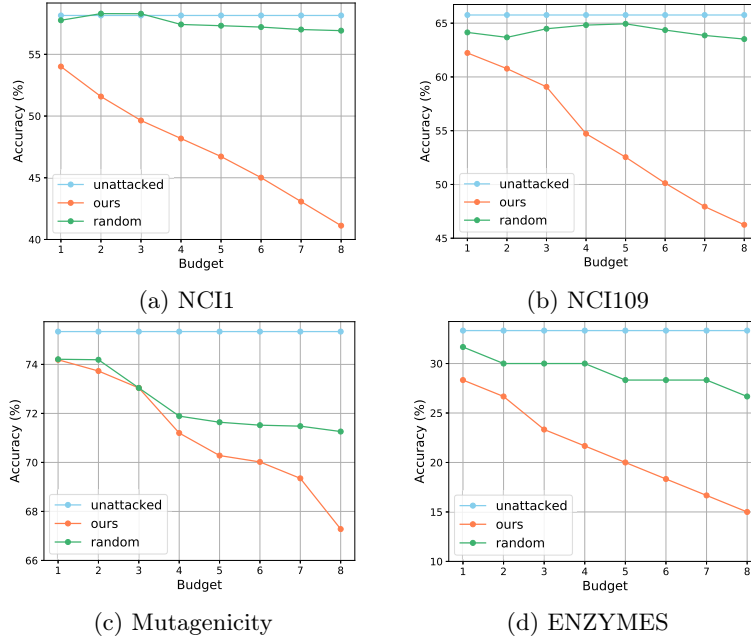 55
50
45
40
Accuracy (%)
unattacked
ours
random
1 2 3 4 5 6 7 8
Budget
(a) NCI1
65
60
55
50
45
Accuracy (%)
unattacked
ours
random
1 2 3 4 5 6 7 8
Budget
(b) NCI109
74
72
70
68
66
Accuracy (%)
unattacked
ours
random
1 2 3 4 5 6 7 8
Budget
(c) Mutagenicity
30
25
20
15
10
Accuracy (%)
unattacked
ours
random
1 2 3 4 5 6 7 8
Budget
(d) ENZYMES